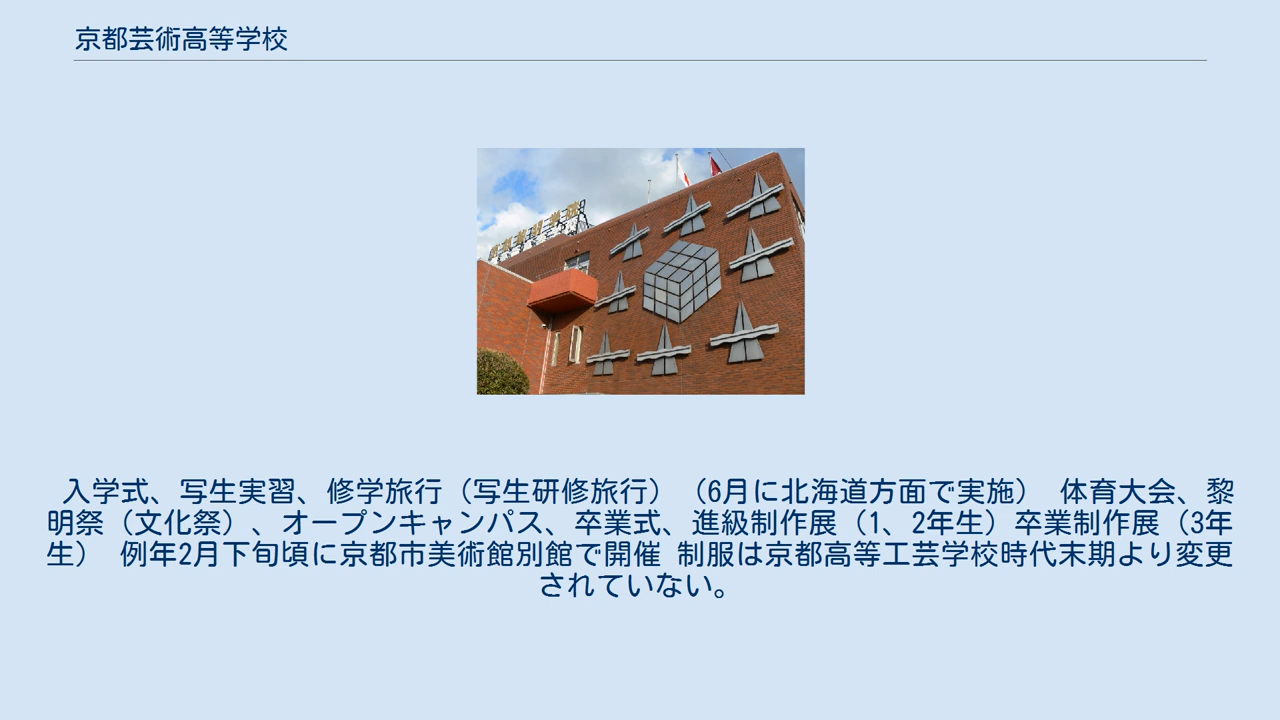 京都芸術高等学校
入学式、写生実習、修学旅行（写生研修旅行）（6月に北海道方面で実施） 体育大会、黎
明祭（文化祭）、オープンキャンパス、卒業式、進級制作展（1、2年生）卒業制作展（3年
生） 例年2月下旬頃に京都市美術館別館で開催 制服は京都高等工芸学校時代末期より変更
されていない。